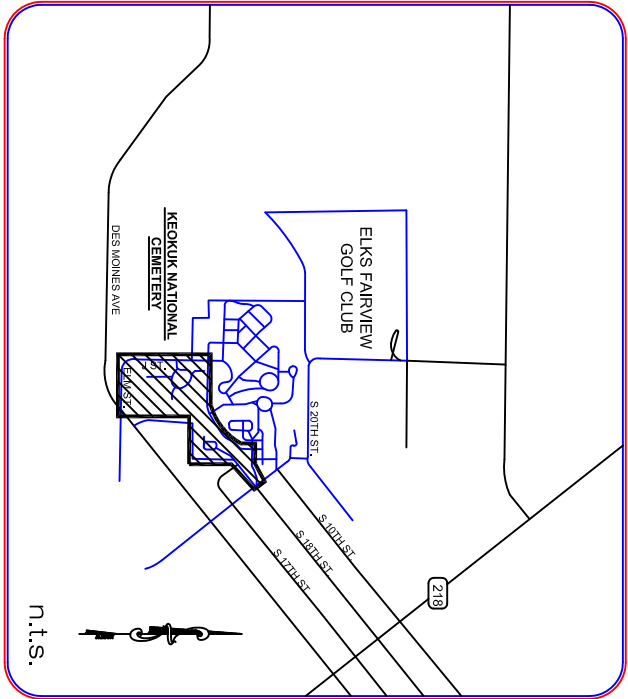 ELKS FAIRVIEW
GOLF CLUB
KEOKUK NATIONAL
CEMETERY
DES MOINES AVE
J ST.
ELM ST.
S 20TH ST.
S 10TH ST.
S 18TH ST.
S 17TH ST.
218
n.t.s.